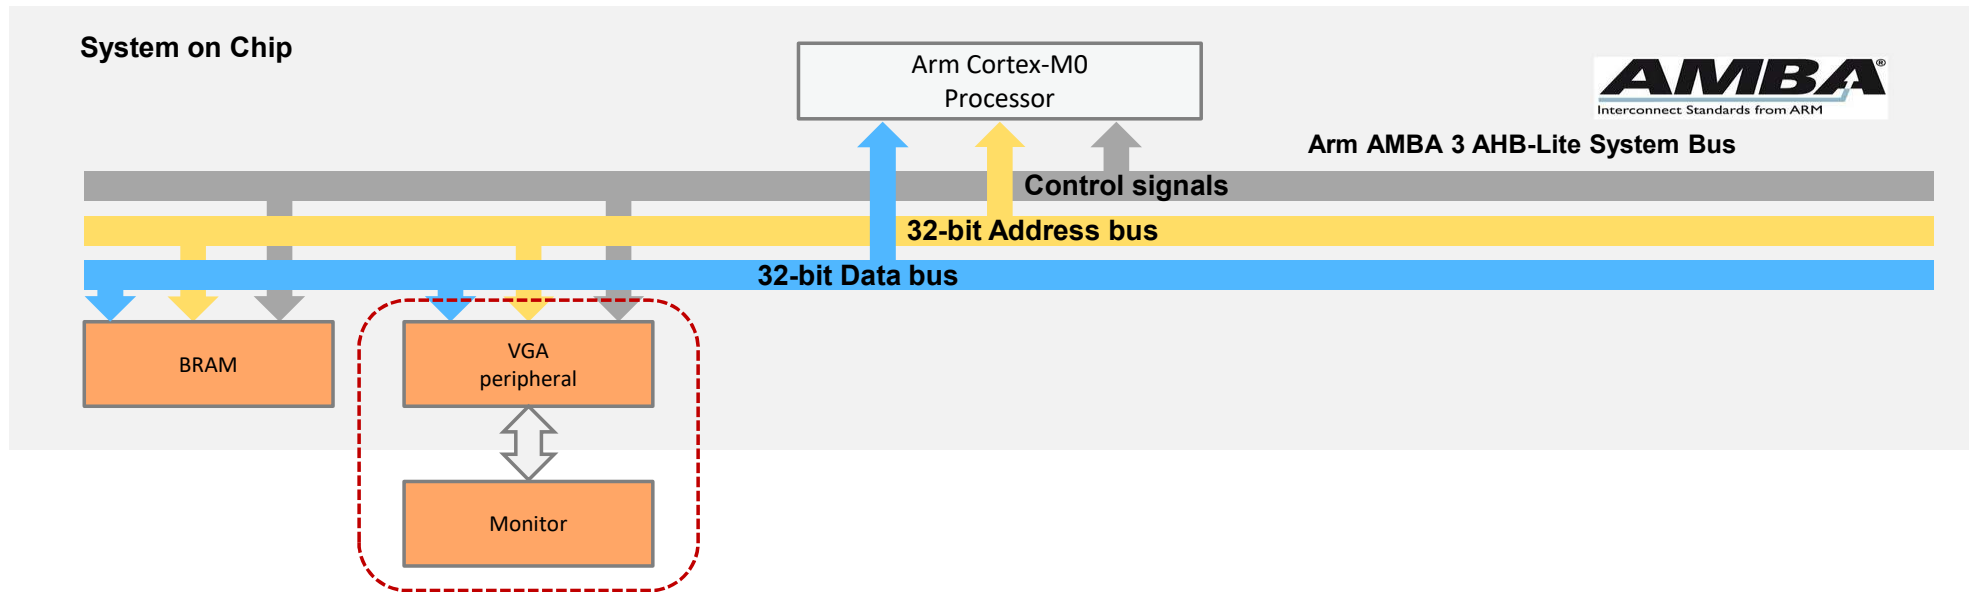 System on Chip
Arm Cortex-M0
Processor
AMBA®
Interconnect Standards from ARM
Arm AMBA 3 AHB-Lite System Bus
Control signals
32-bit Address bus
32-bit Data bus
BRAM
VGA
peripheral
Monitor